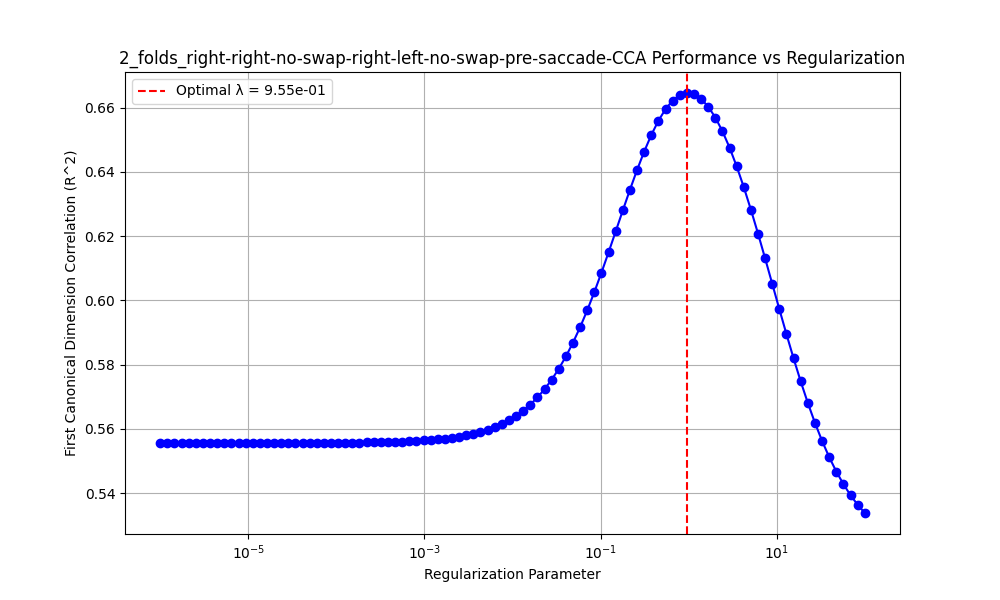 2_folds_right-right-no-swap-right-left-no-swap-pre-saccade-CCA Performance vs Regularization
Optimal λ = 9.55e-01
First Canonical Dimension Correlation (R^2)
0.66
0.64
0.62
0.60
0.58
0.56
0.54
10⁻⁵ 10⁻³ 10⁻¹ 10¹
Regularization Parameter